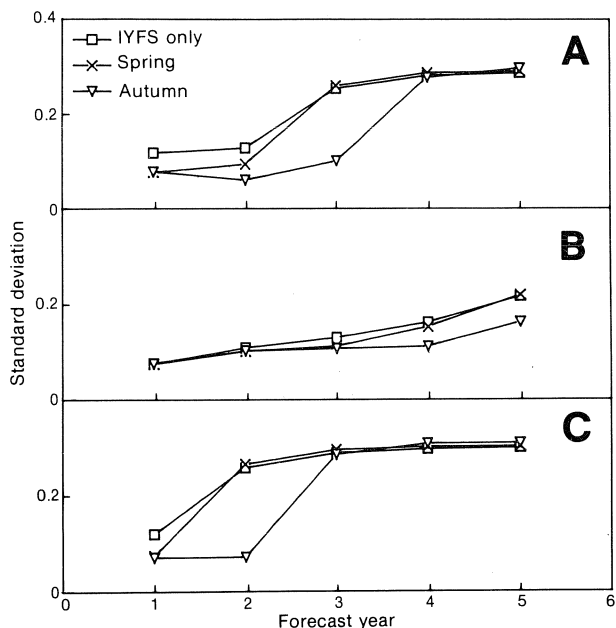 0.4
IYFS only
Spring
Autumn
A
0.2
0
Standard deviation
B
0.2
0
C
0.2
0
0 1 2 3 4 5 6
Forecast year